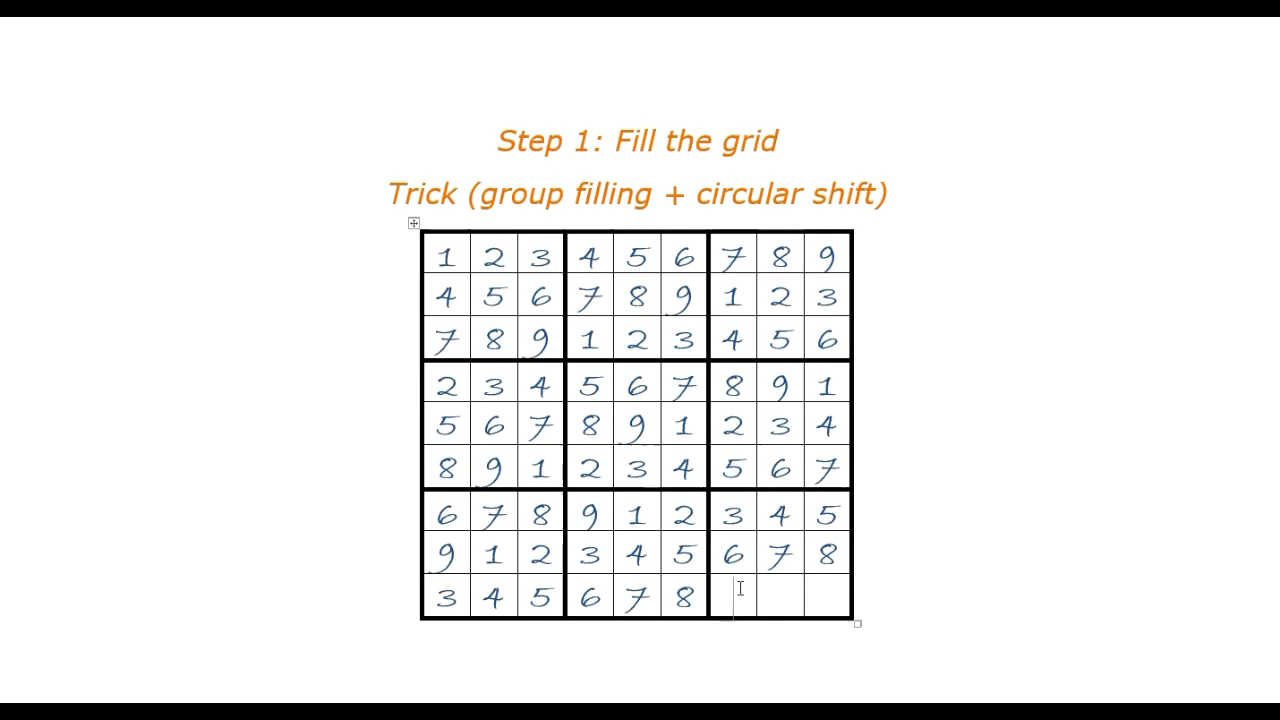 Step 1: Fill the grid
Trick (group filling + circular shift)
1 2 3 4 5 6 7 8 9
4 5 6 7 8 9 1 2 3
7 8 9 1 2 3 4 5 6
2 3 4 5 6 7 8 9 1
5 6 7 8 9 1 2 3 4
8 9 1 2 3 4 5 6 7
6 7 8 9 1 2 3 4 5
9 1 2 3 4 5 6 7 8
3 4 5 6 7 8